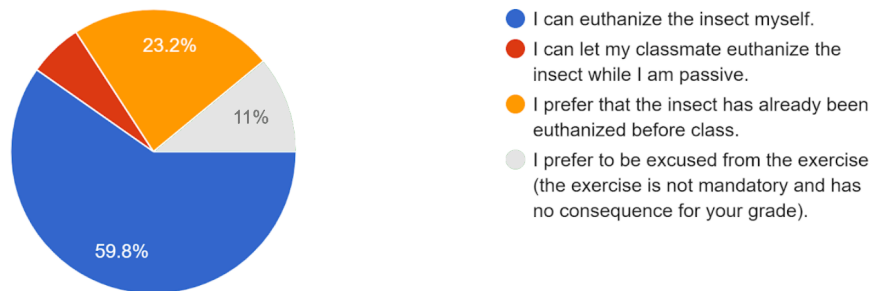 23.2%
11%
59.8%
I can euthanize the insect myself.
I can let my classmate euthanize the
insect while I am passive.
I prefer that the insect has already been
euthanized before class.
I prefer to be excused from the exercise
(the exercise is not mandatory and has
no consequence for your grade).